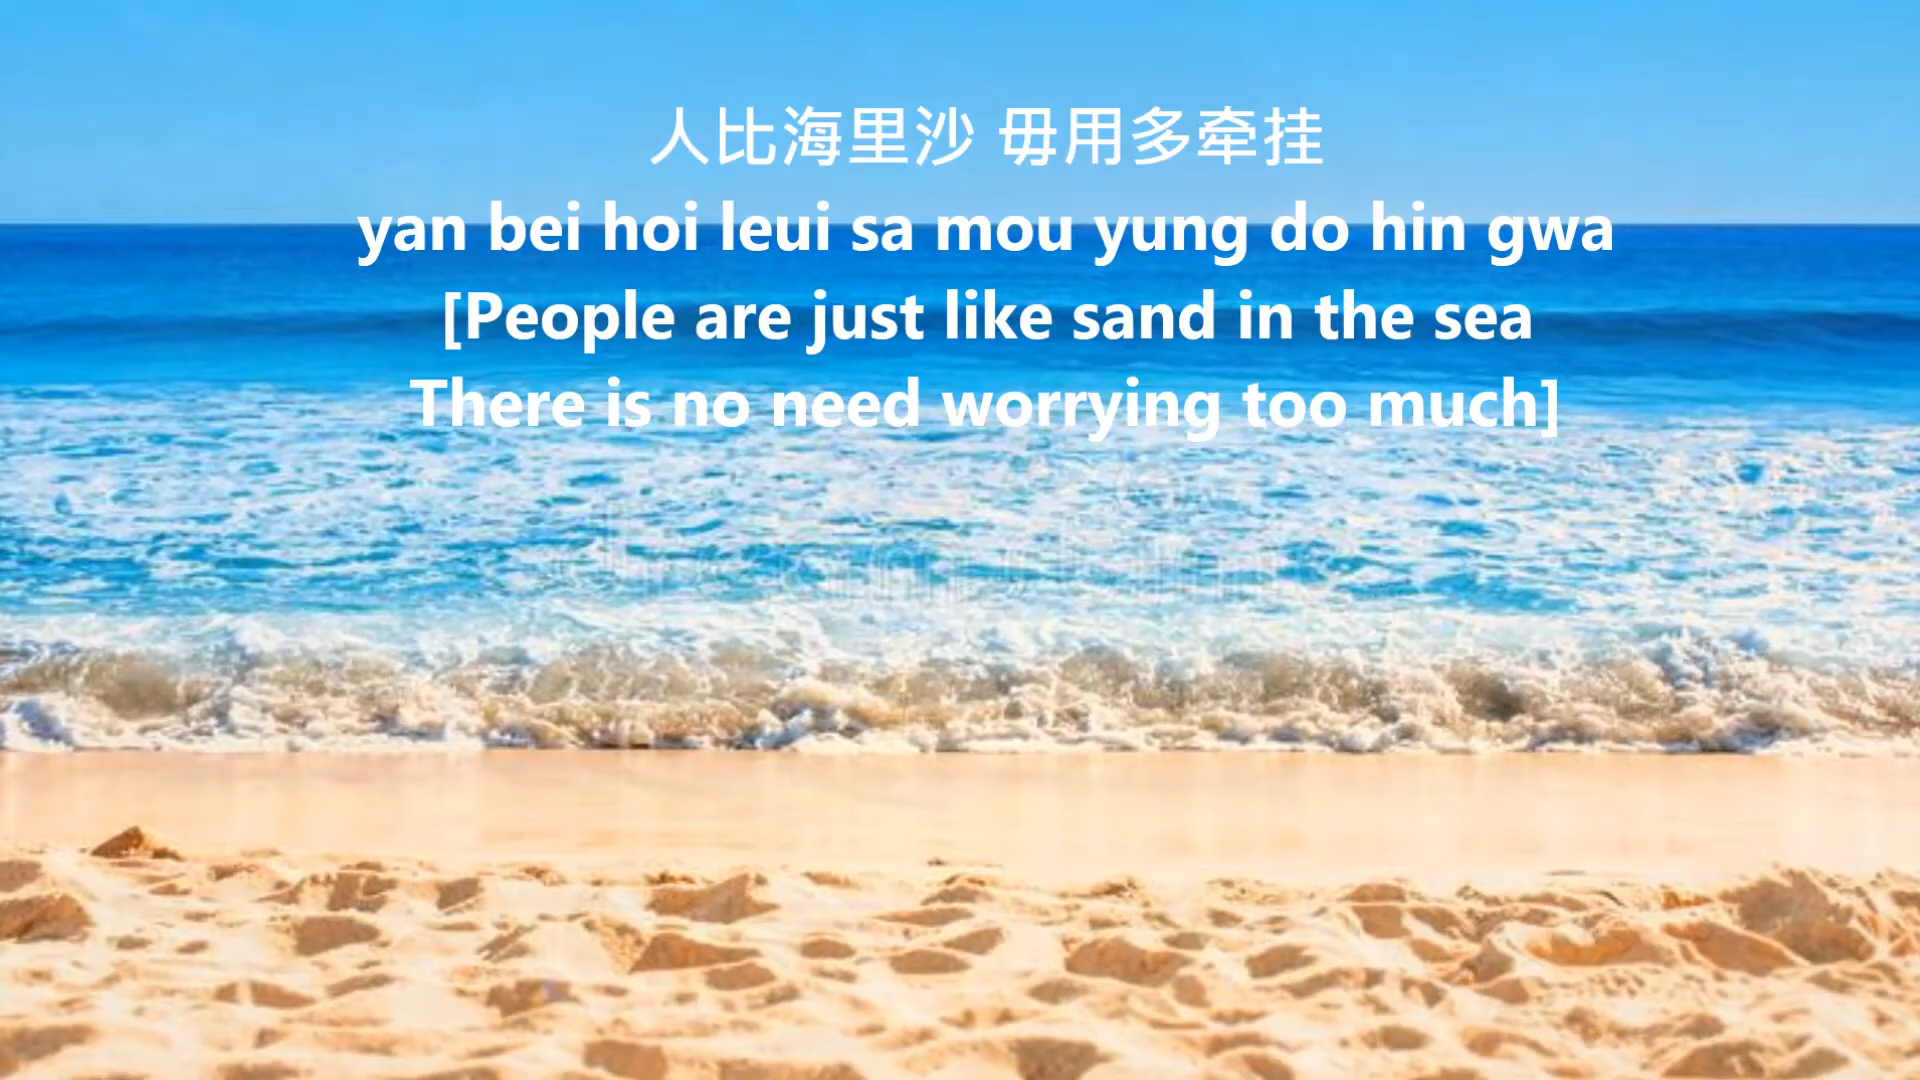 人比海里沙 毋用多牵挂
yan bei hoi leui sa mou yung do hin gwa
[People are just like sand in the sea
There is no need worrying too much]